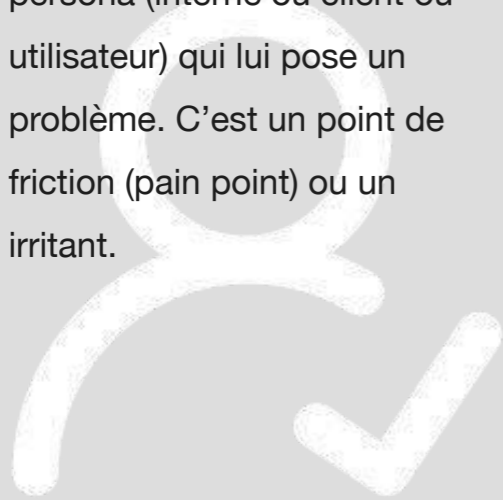 persona (interne ou client ou
utilisateur) qui lui pose un
problème. C’est un point de
friction (pain point) ou un
irritant.